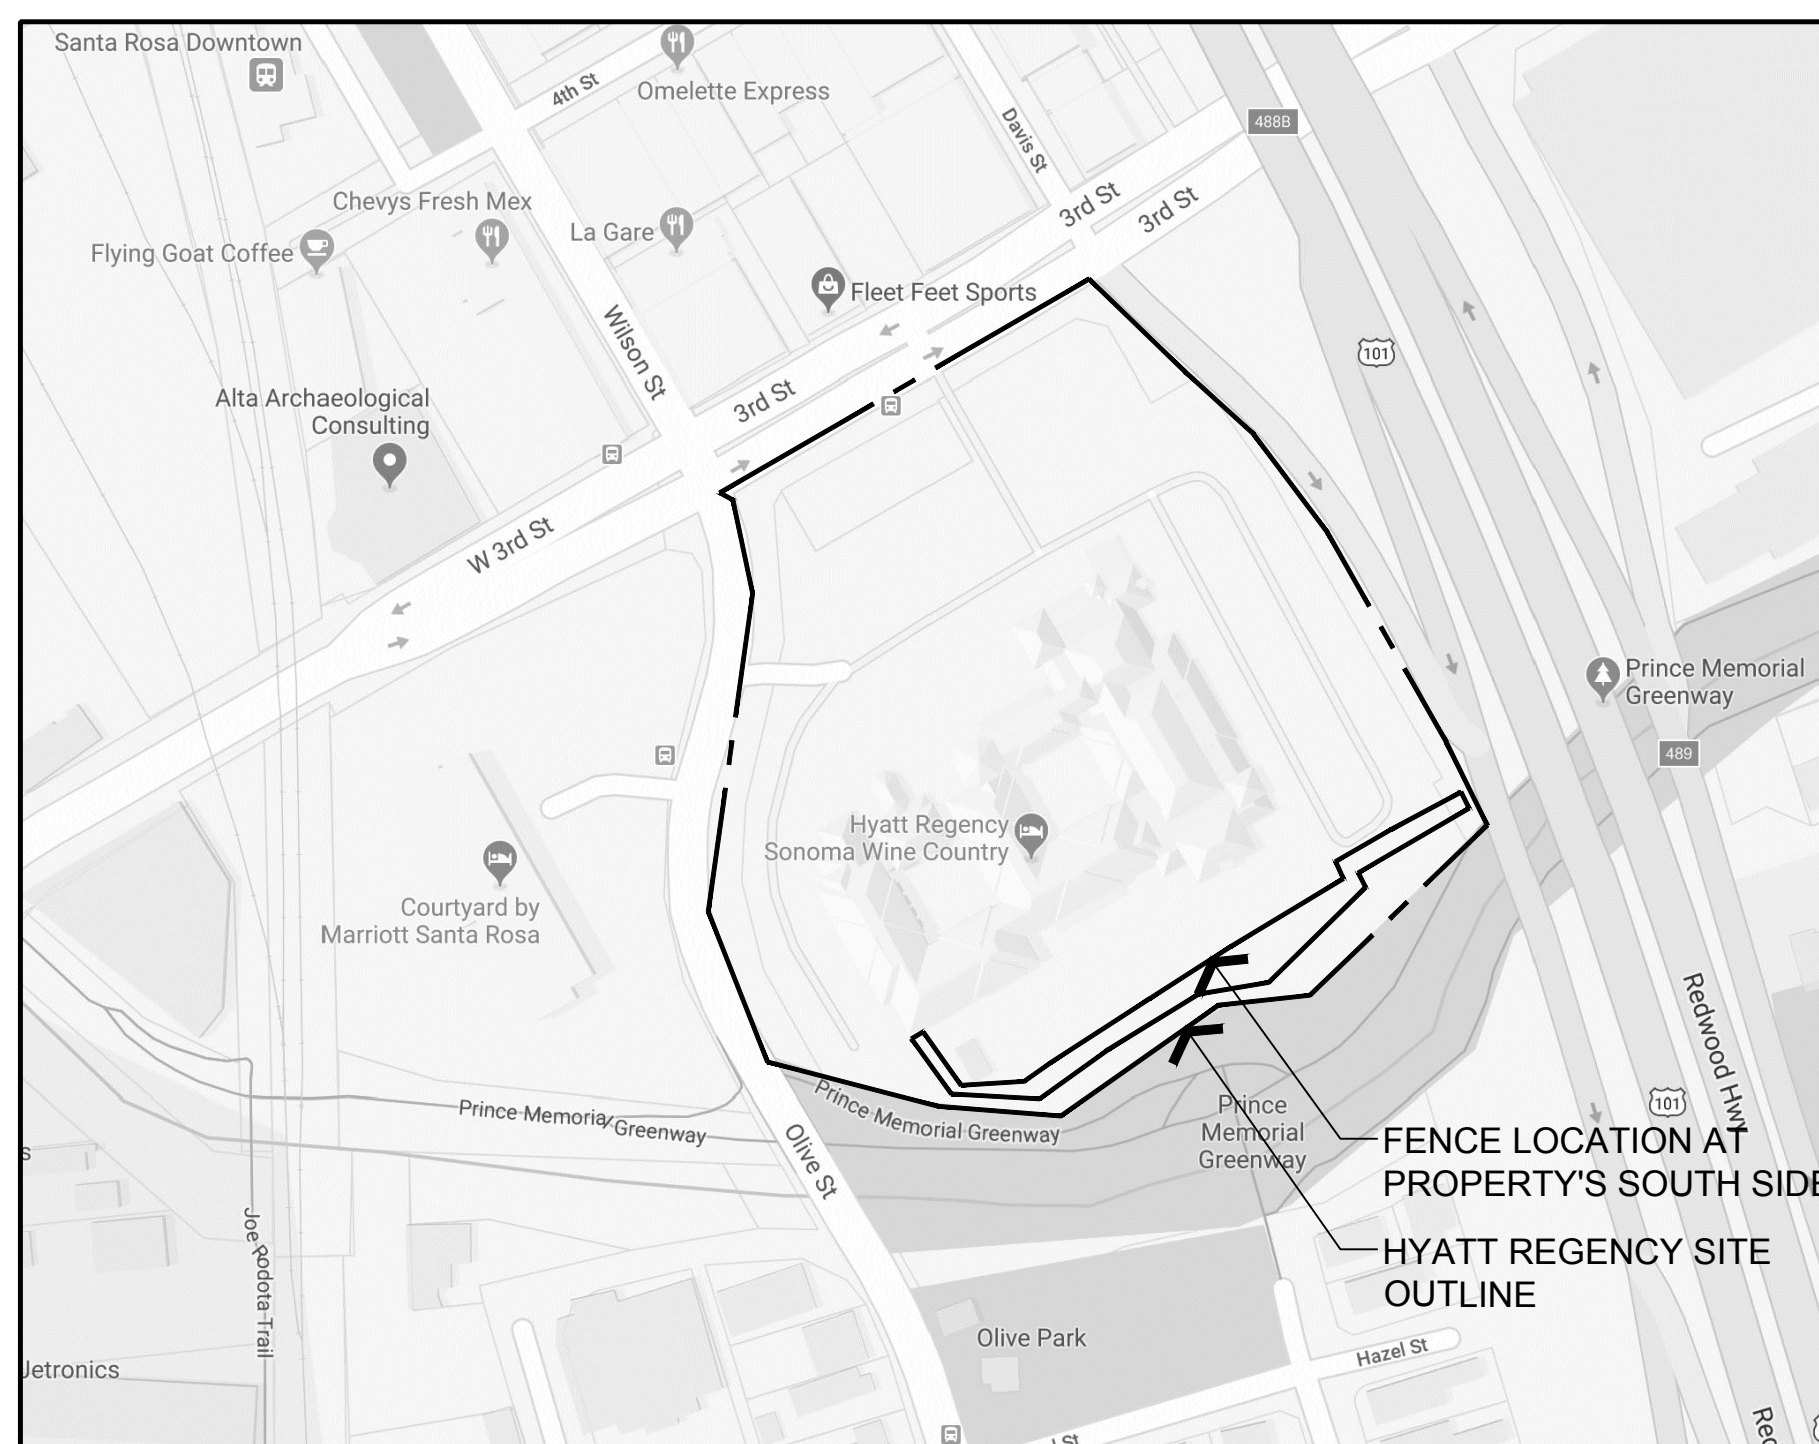 Santa Rosa Downtown
4th St
Omelette Express
Davis St
488B
3rd St
3rd St
Chevys Fresh Mex
La Gare
Flying Goat Coffee
Fleet Feet Sports
Wilson St
101
3rd St
Alta Archaeological
Consulting
W 3rd St
Prince Memorial
Greenway
489
Hyatt Regency
Sonoma Wine Country
Courtyard by
Marriott Santa Rosa
Redwood Hwy
101
Prince Memorial Greenway
Prince Memorial Greenway
Prince
Memorial
Greenway
FENCE LOCATION AT
PROPERTY'S SOUTH SIDE
Olive St
Joe Rodota Trail
HYATT REGENCY SITE
OUTLINE
Olive Park
Hazel St
Jetronics